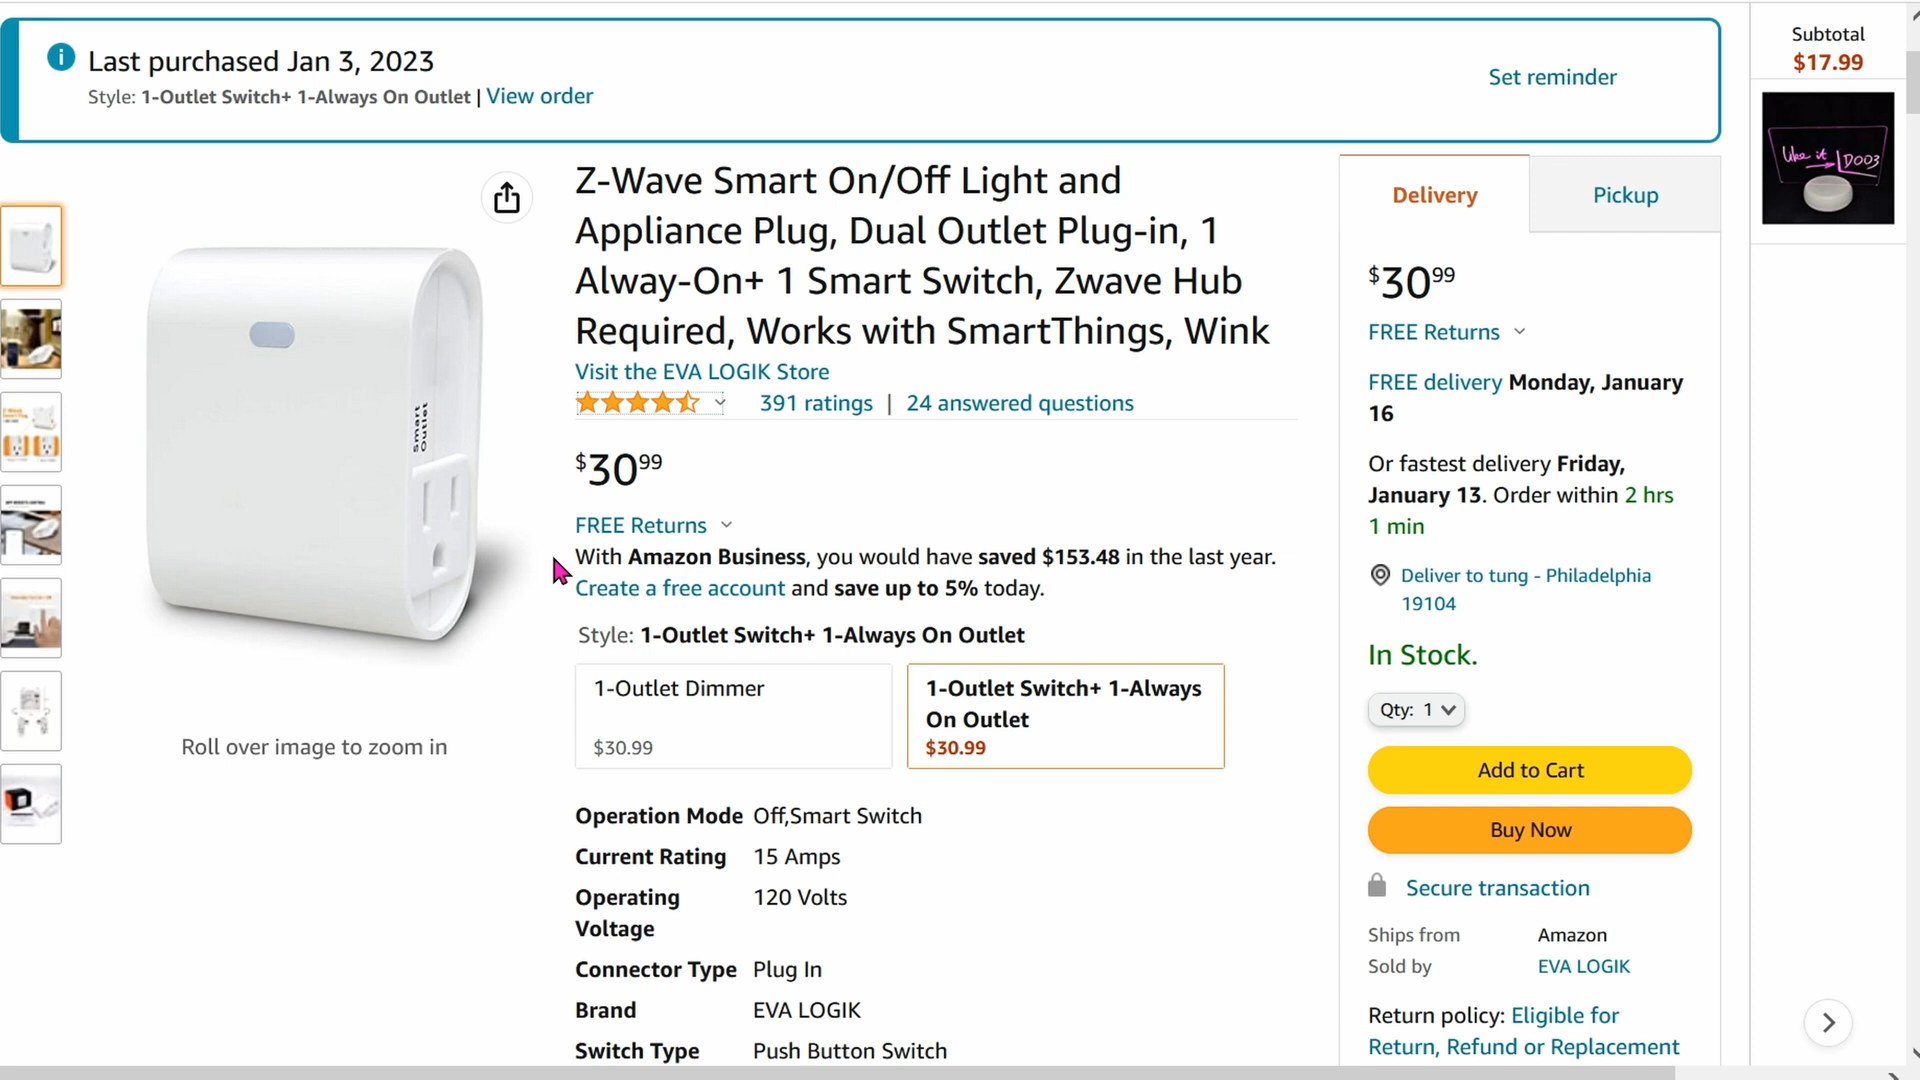 Last purchased Jan 3, 2023
Style: 1-Outlet Switch+ 1-Always On Outlet | View order
Set reminder
Subtotal
$17.99
like it
D003
Smart
Outlet
Roll over image to zoom in
Z-Wave Smart On/Off Light and
Appliance Plug, Dual Outlet Plug-in, 1
Alway-On+ 1 Smart Switch, Zwave Hub
Required, Works with SmartThings, Wink
Visit the EVA LOGIK Store
391 ratings | 24 answered questions
$30.99
FREE Returns
With Amazon Business, you would have saved $153.48 in the last year.
Create a free account and save up to 5% today.
Style: 1-Outlet Switch+ 1-Always On Outlet
1-Outlet Dimmer
$30.99
1-Outlet Switch+ 1-Always
On Outlet
$30.99
Operation Mode Off,Smart Switch
Current Rating 15 Amps
Operating 120 Volts
Voltage
Connector Type Plug In
Brand EVA LOGIK
Switch Type Push Button Switch
Delivery
Pickup
$30.99
FREE Returns
FREE delivery Monday, January
16
Or fastest delivery Friday,
January 13. Order within 2 hrs
1 min
Deliver to tung - Philadelphia
19104
In Stock.
Qty: 1
Add to Cart
Buy Now
Secure transaction
Ships from Amazon
Sold by EVA LOGIK
Return policy: Eligible for
Return, Refund or Replacement